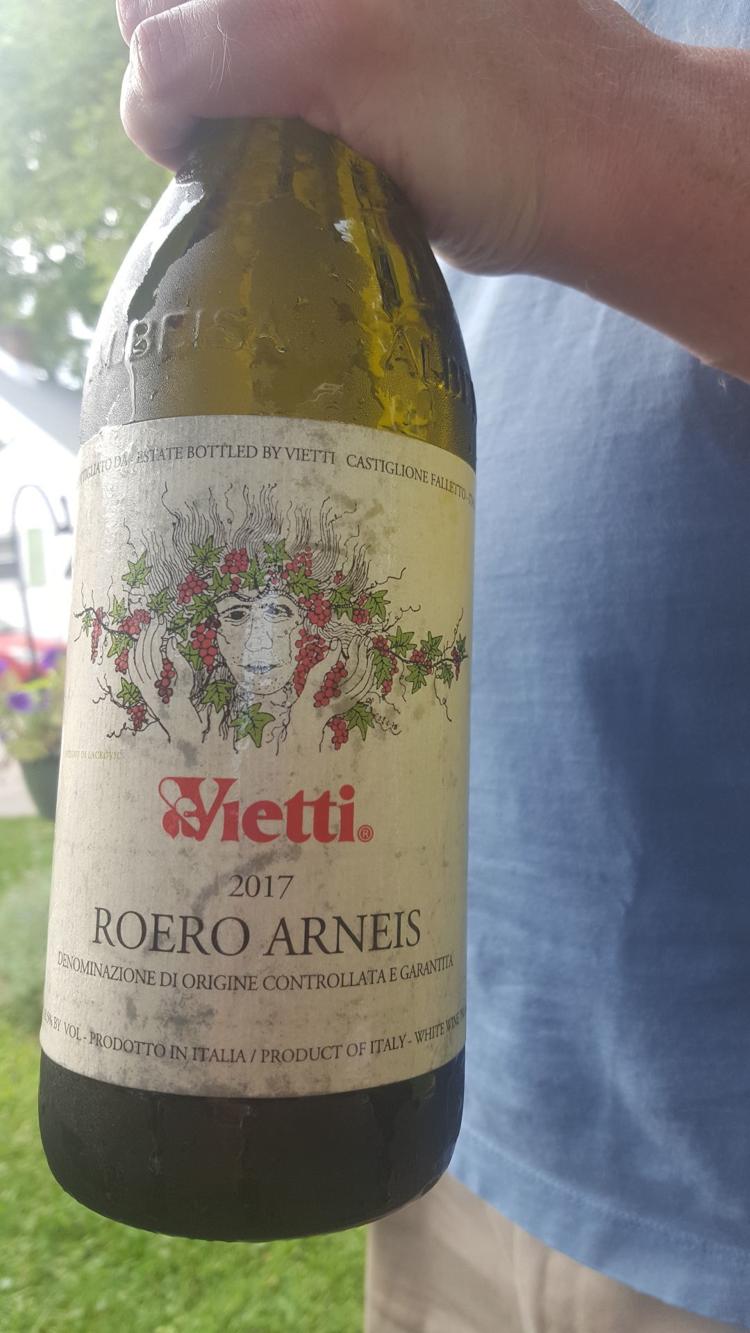 ALBEISA ALB
ESTATE BOTTLED BY VIETTI CASTIGLIONE FALLETTO
Vietti®
2017
ROERO ARNEIS
DENOMINAZIONE DI ORIGINE CONTROLLATA E GARANTITA
BY VOL - PRODOTTO IN ITALIA / PRODUCT OF ITALY - WHITE WINE